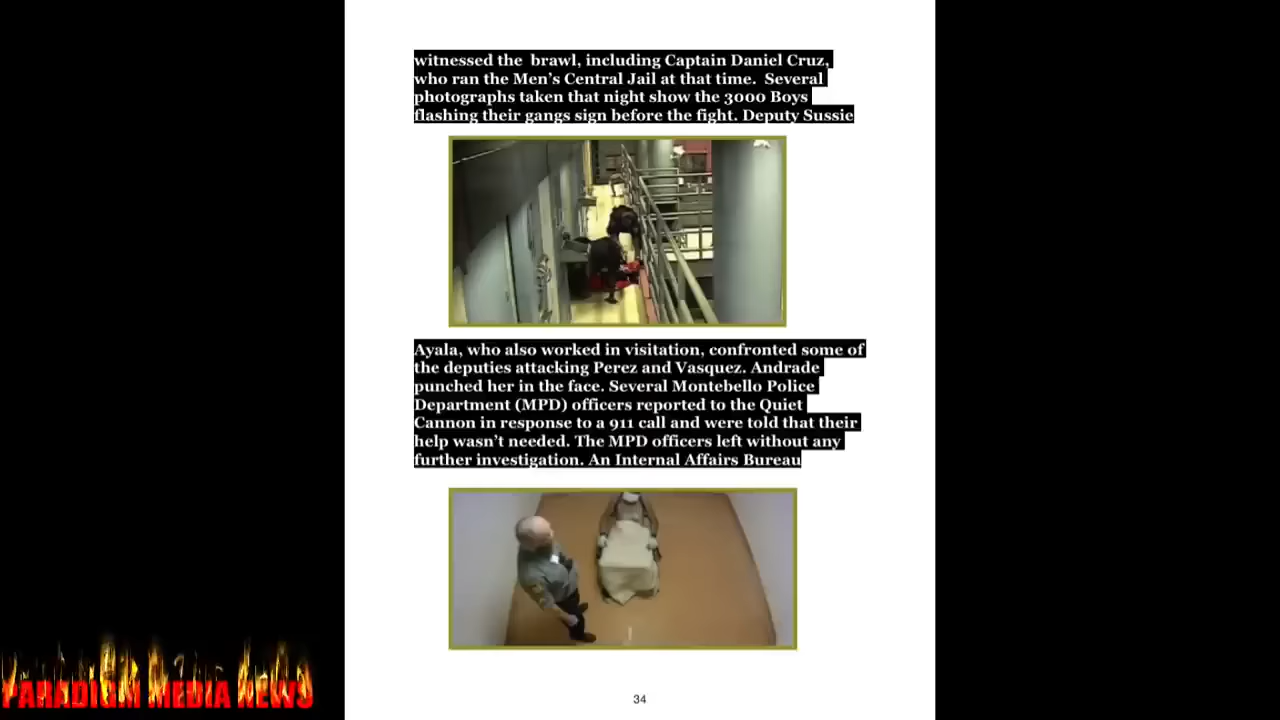 witnessed the brawl, including Captain Daniel Cruz,
who ran the Men's Central Jail at that time. Several
photographs taken that night show the 3000 Boys
flashing their gangs sign before the fight. Deputy Sussie
Ayala, who also worked in visitation, confronted some of
the deputies attacking Perez and Vasquez. Andrade
punched her in the face. Several Montebello Police
Department (MPD) officers reported to the Quiet
Cannon in response to a 911 call and were told that their
help wasn't needed. The MPD officers left without any
further investigation. An Internal Affairs Bureau
34
PARADIGM MEDIA NEWS